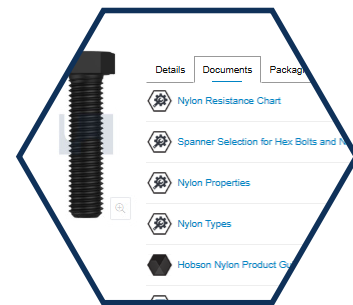 Details Documents
Nylon Resistance Chart
Spanner Selection for Hex Bolts and
Nylon Properties
Nylon Types
Hobson Nylon Product